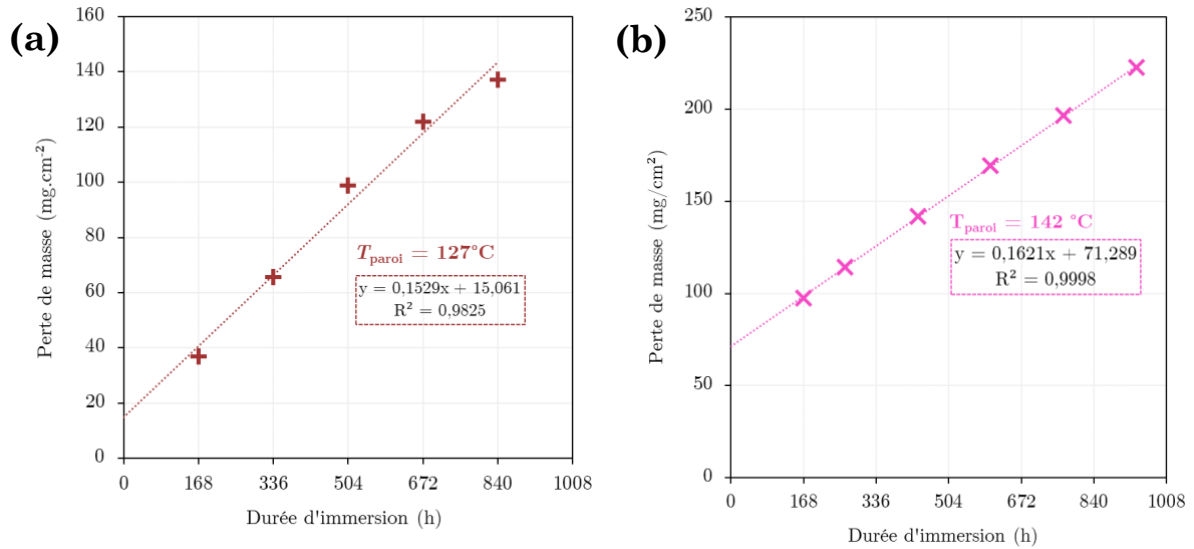 (a)
160
140
120
100
80
60
40
20
0
Perte de masse (mg.cm⁻²)
T_paroi = 127°C
y = 0,1529x + 15,061
R² = 0,9825
0 168 336 504 672 840 1008
Durée d'immersion (h)
(b)
250
200
150
100
50
0
Perte de masse (mg/cm²)
T_paroi = 142 °C
y = 0,1621x + 71,289
R² = 0,9998
0 168 336 504 672 840 1008
Durée d'immersion (h)